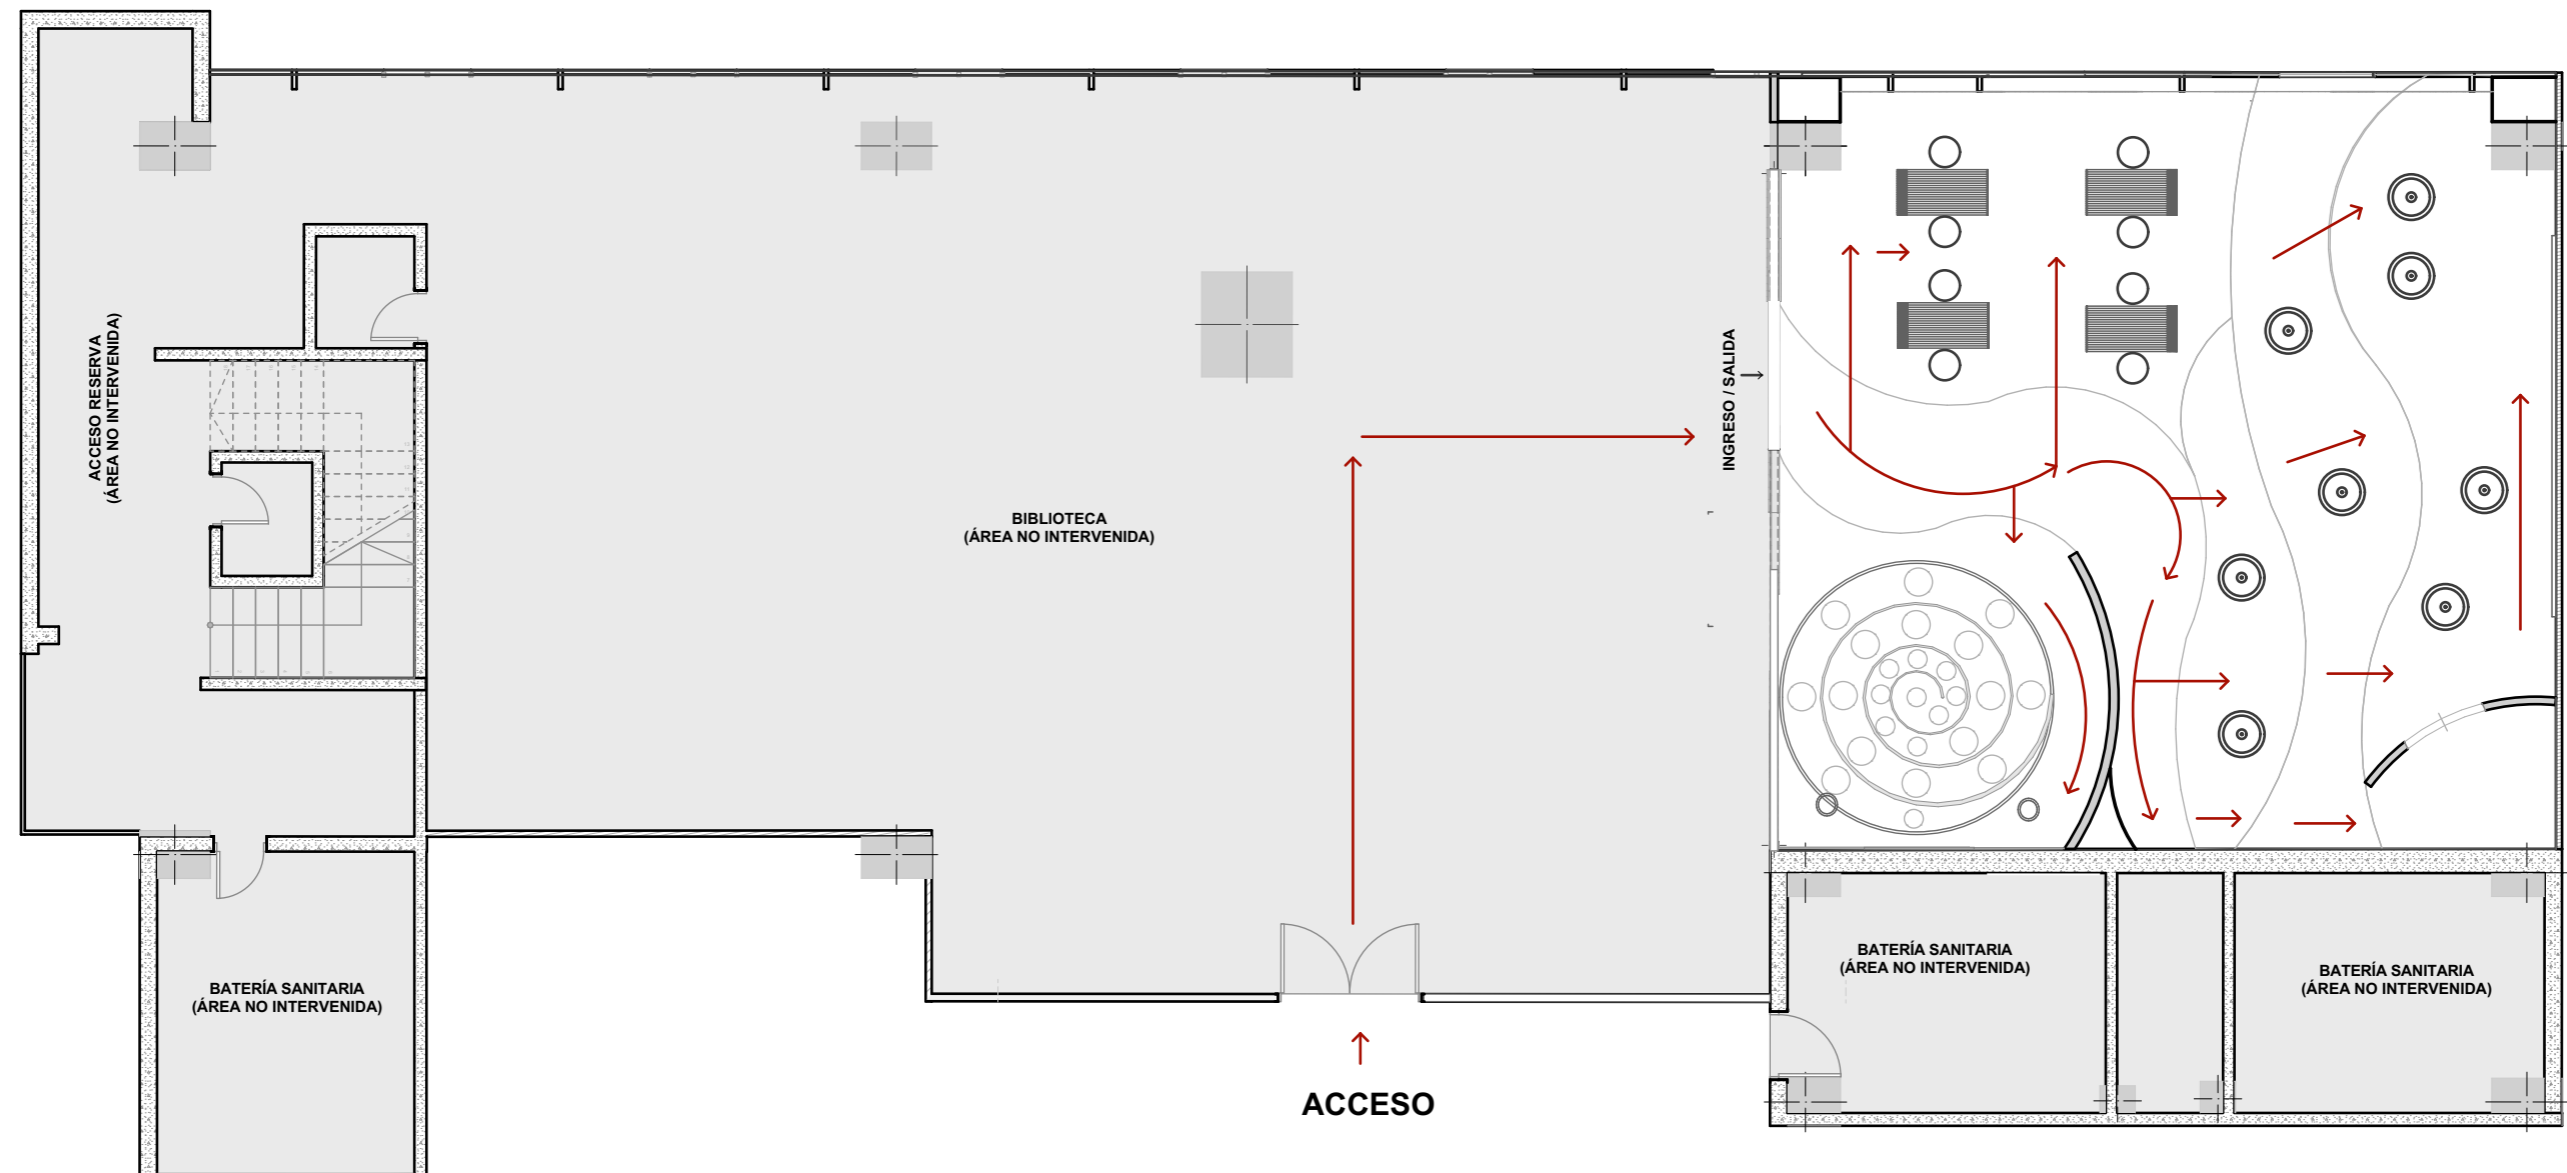 ACCESO RESERVA
(ÁREA NO INTERVENIDA)
BIBLIOTECA
(ÁREA NO INTERVENIDA)
INGRESO / SALIDA
BATERÍA SANITARIA
(ÁREA NO INTERVENIDA)
BATERÍA SANITARIA
(ÁREA NO INTERVENIDA)
BATERÍA SANITARIA
(ÁREA NO INTERVENIDA)
ACCESO